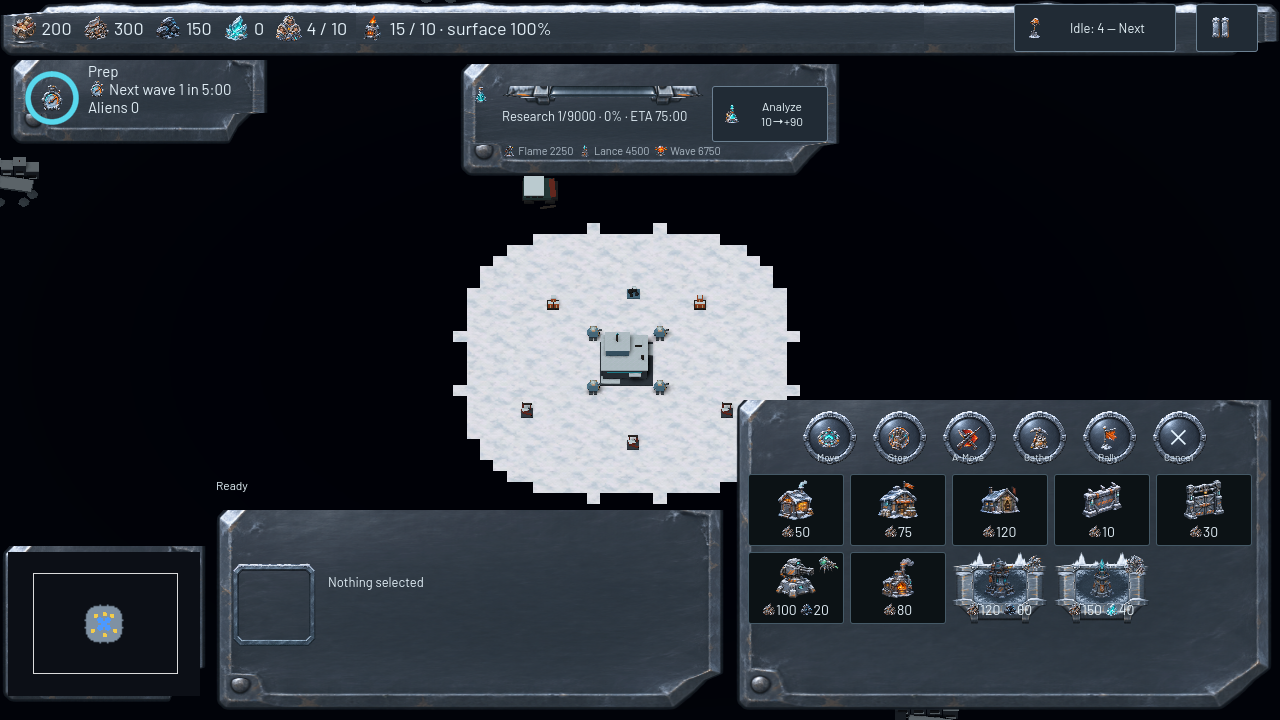 200 300 150 0 4 / 10 15 / 10 · surface 100%
Idle: 4 — Next
Prep
Next wave 1 in 5:00
Aliens 0
Research 1/9000 · 0% · ETA 75:00
Analyze
10→+90
Flame 2250 Lance 4500 Wave 6750
Move Stop A-Move Gather Rally Cancel
50 75 120 10 30
100 20 80 120 60 150 40
Ready
Nothing selected